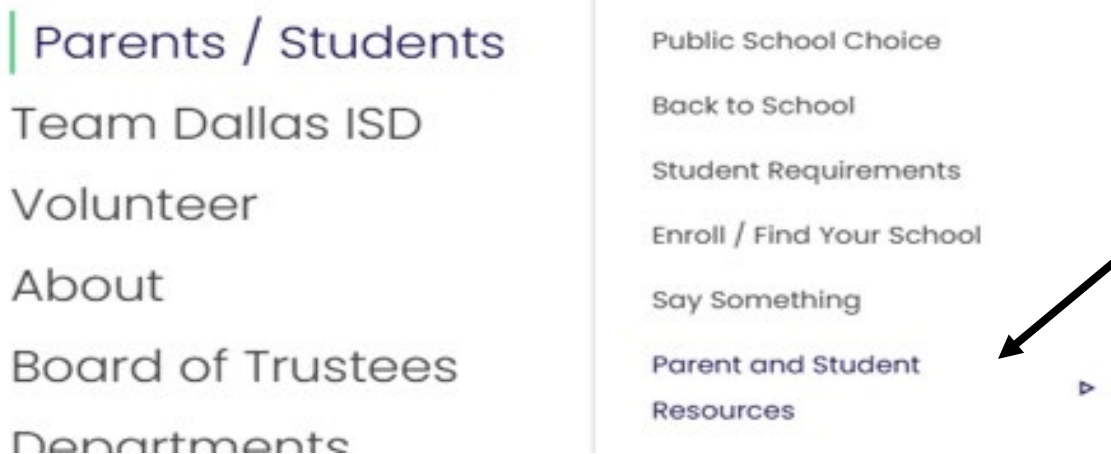 Parents / Students
Team Dallas ISD
Volunteer
About
Board of Trustees
Departments
Public School Choice
Back to School
Student Requirements
Enroll / Find Your School
Say Something
Parent and Student
Resources